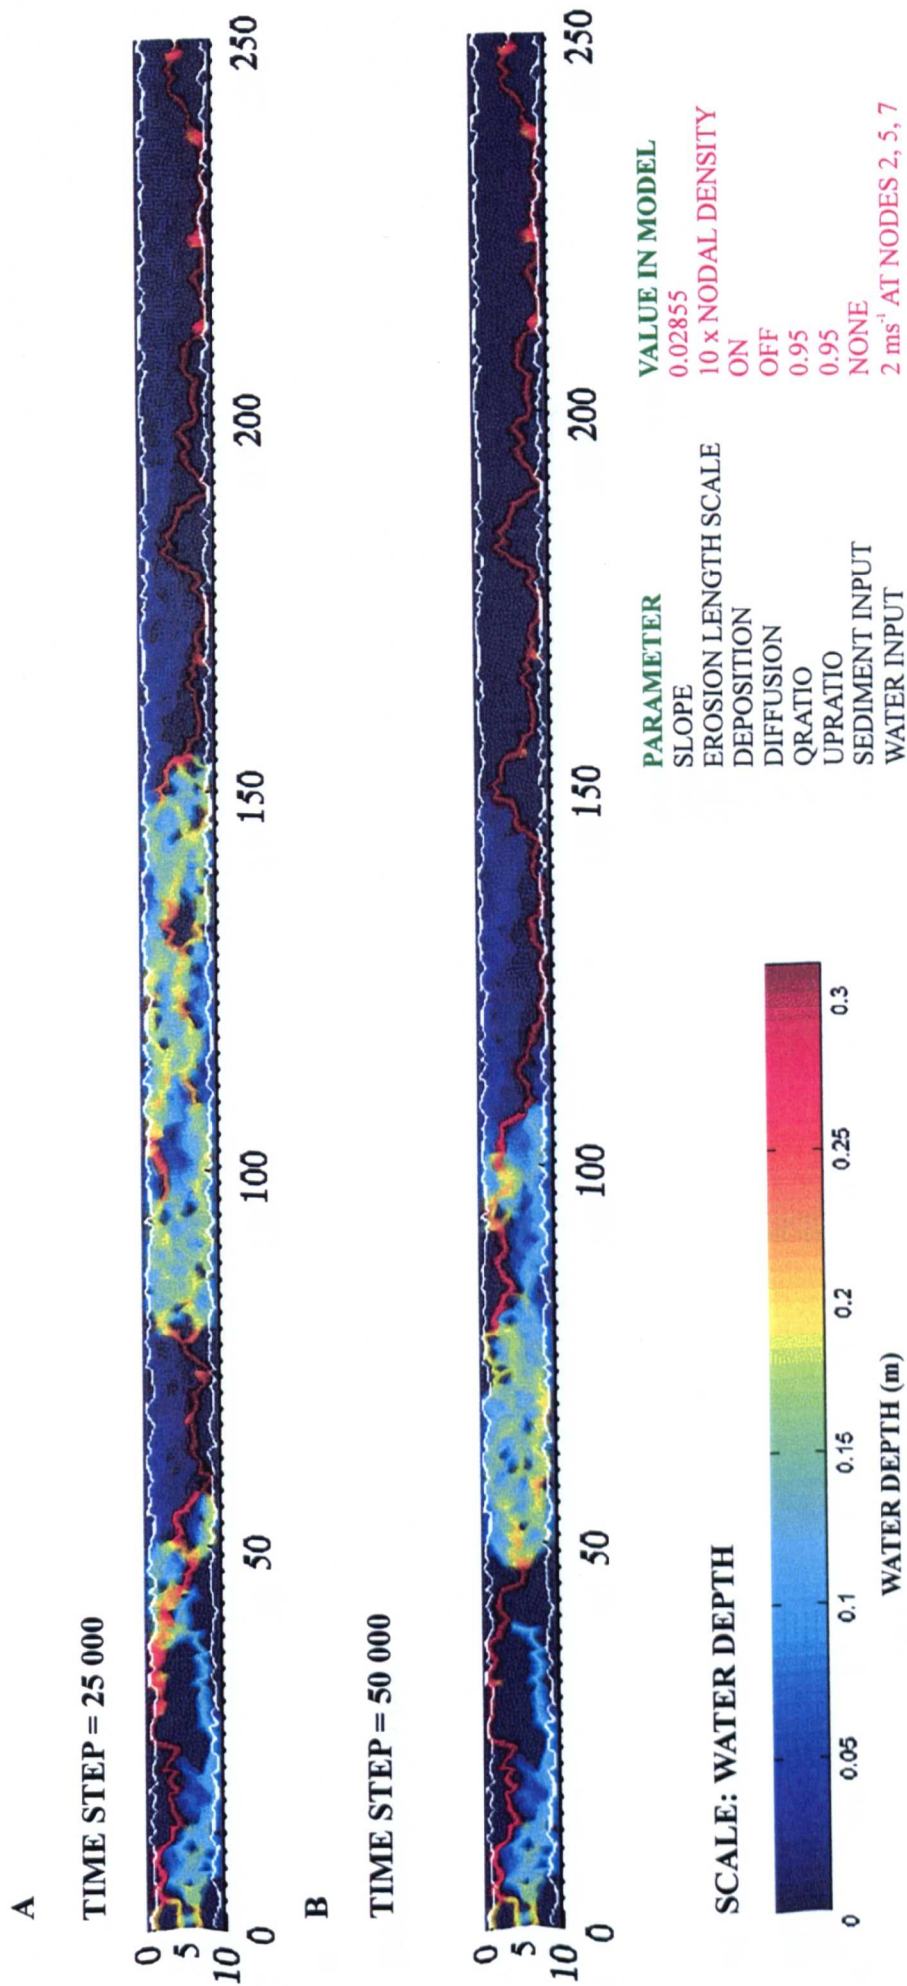 A
TIME STEP = 25 000
0
5
10
0 50 100 150 200 250
B
TIME STEP = 50 000
0
5
10
0 50 100 150 200 250
SCALE: WATER DEPTH
0 0.05 0.1 0.15 0.2 0.25 0.3
WATER DEPTH (m)
PARAMETER VALUE IN MODEL
SLOPE 0.02855
EROSION LENGTH SCALE 10 x NODAL DENSITY
DEPOSITION ON
DIFFUSION OFF
QRATIO 0.95
UPRATIO 0.95
SEDIMENT INPUT NONE
WATER INPUT 2 ms⁻¹ AT NODES 2, 5, 7